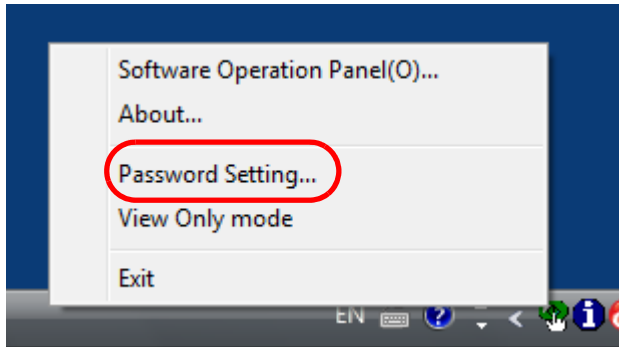 Software Operation Panel(O)...
About...
Password Setting...
View Only mode
Exit
EN